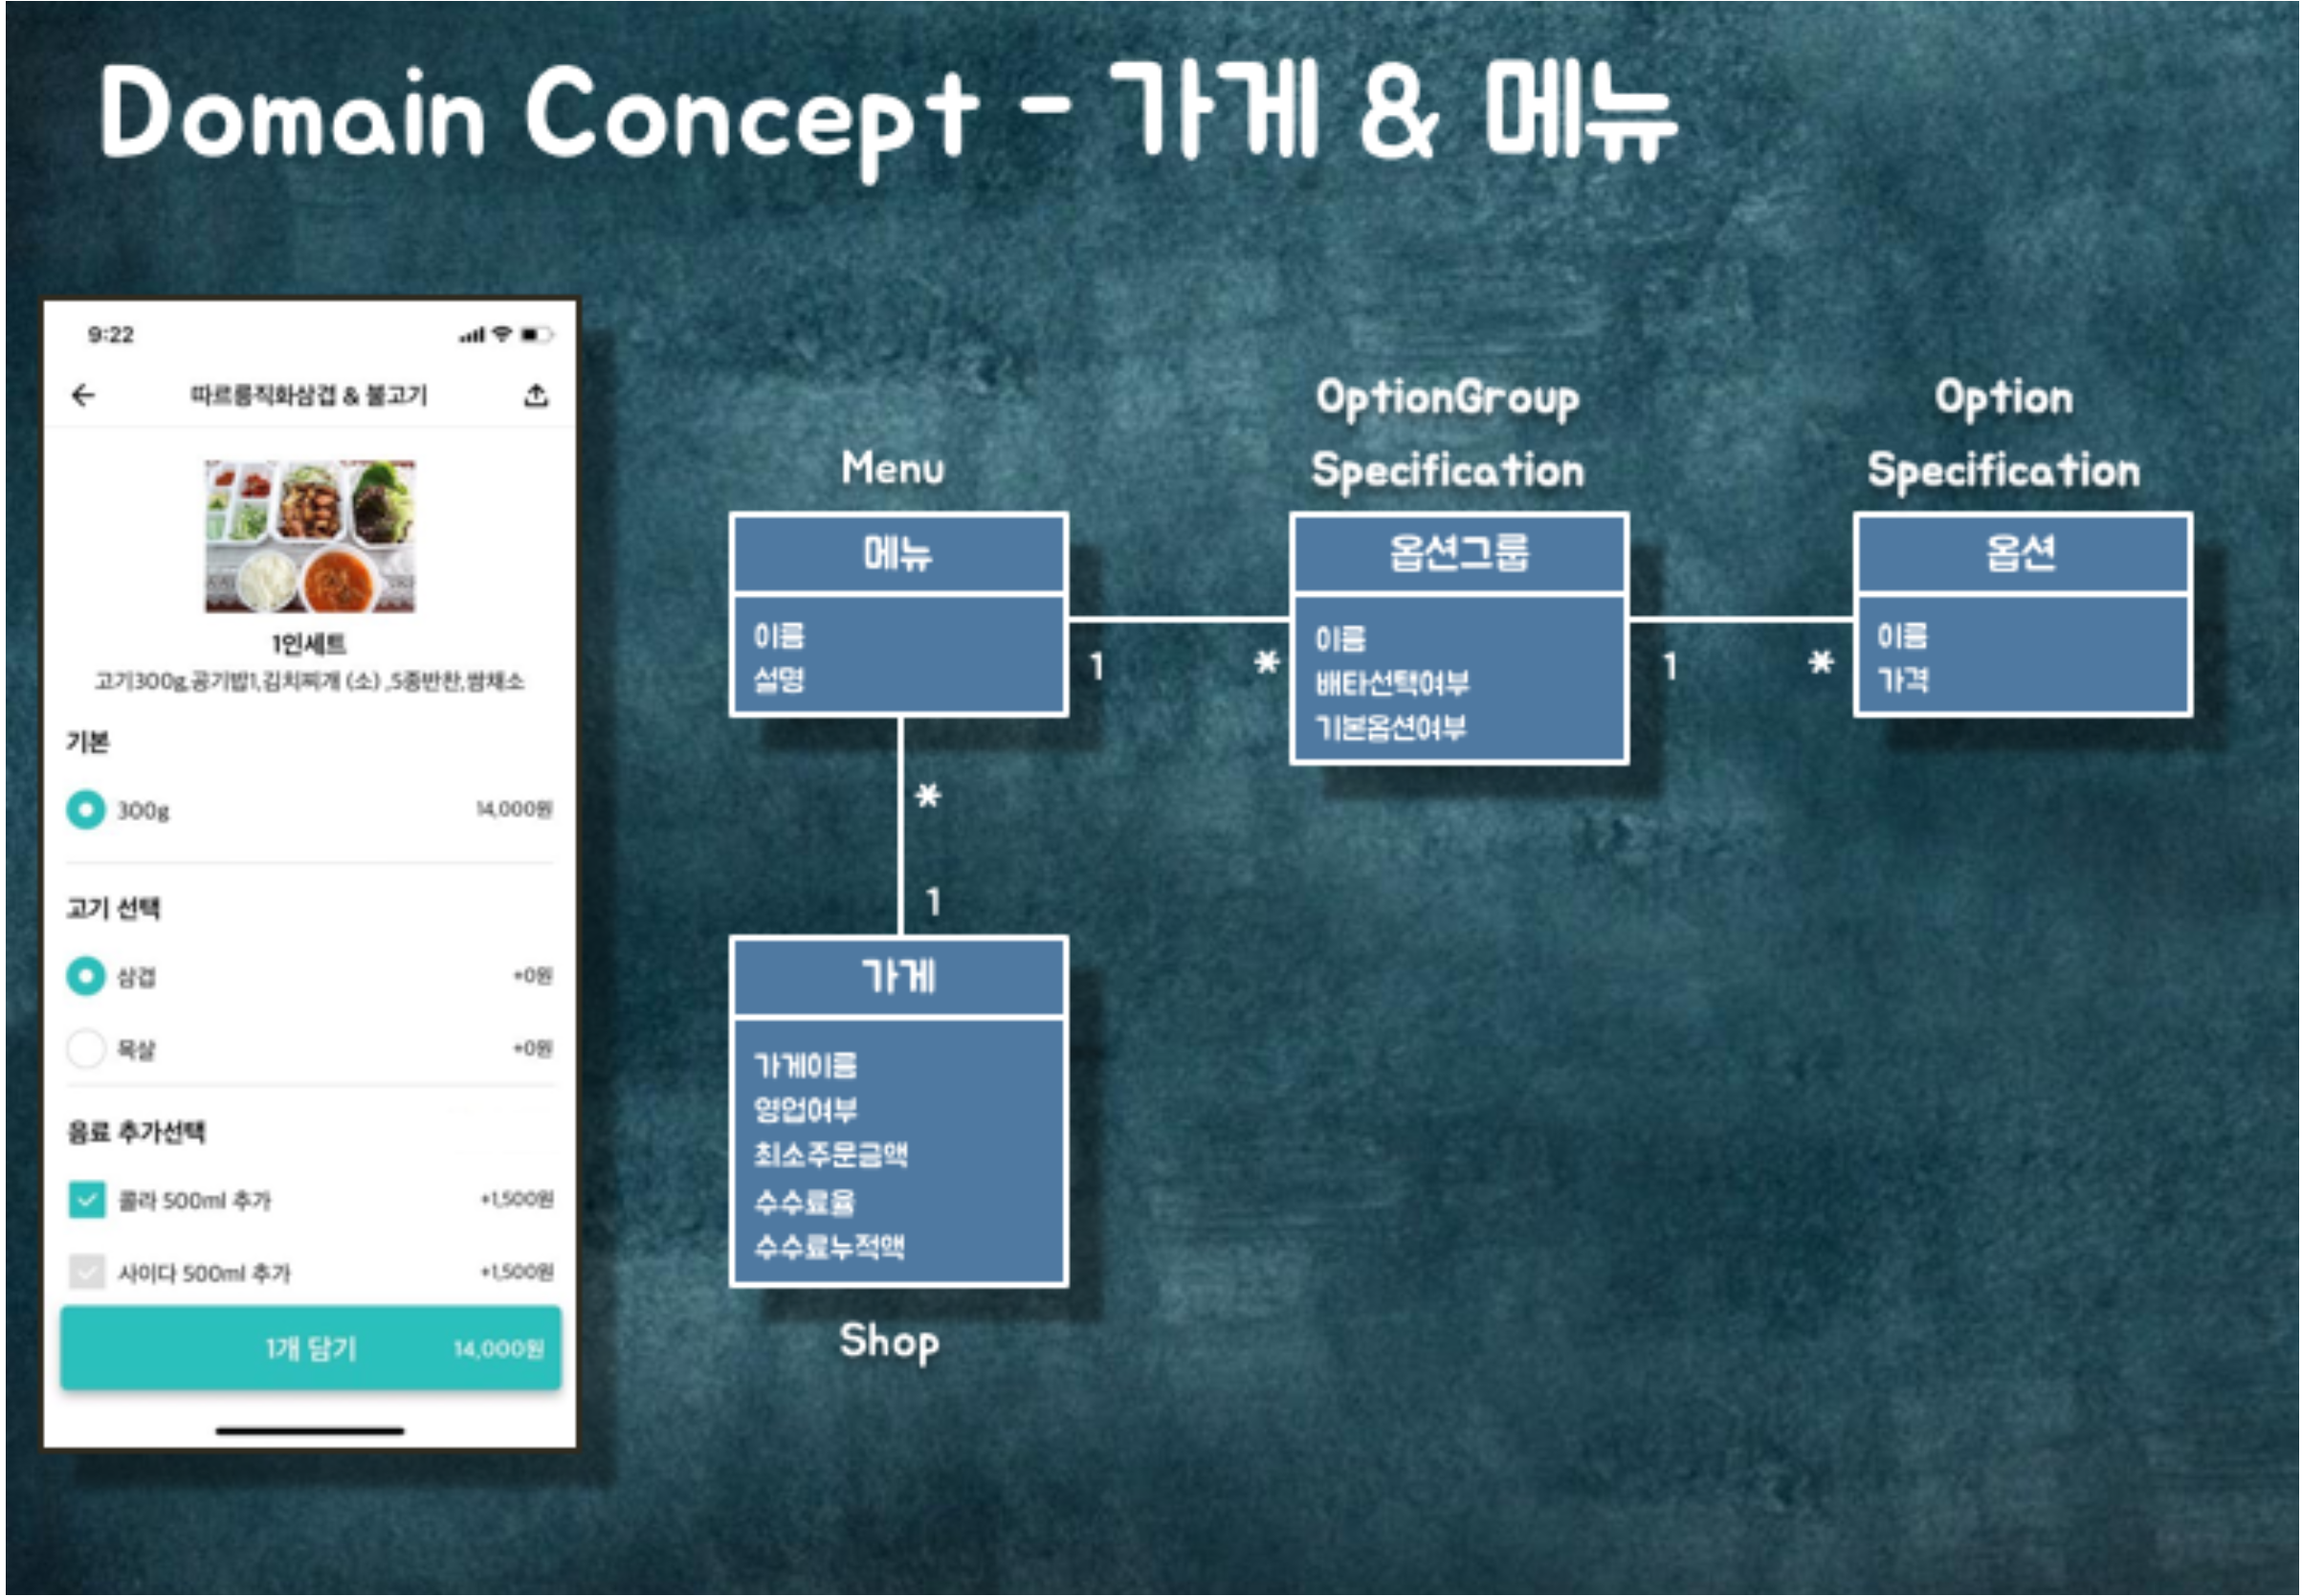 Domain Concept - 가게 & 메뉴
9:22
따르릉직화삼겹 & 불고기
1인세트
고기300g,공기밥1,김치찌개 (소) ,5종반찬,쌈채소
기본
300g 14,000원
고기 선택
삼겹 +0원
목살 +0원
음료 추가선택
콜라 500ml 추가 +1,500원
사이다 500ml 추가 +1,500원
1개 담기 14,000원
Menu
메뉴
이름
설명
1 *
OptionGroup
Specification
옵션그룹
이름
배타선택여부
기본옵션여부
1 *
Option
Specification
옵션
이름
가격
*
1
가게
가게이름
영업여부
최소주문금액
수수료율
수수료누적액
Shop